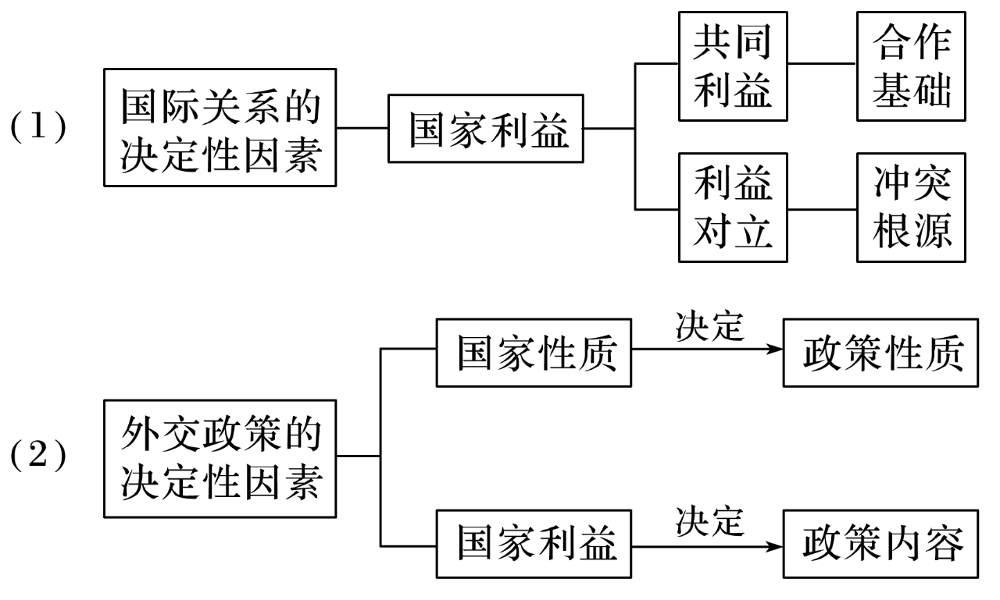 (1)
国际关系的
决定性因素
国家利益
共同
利益
合作
基础
利益
对立
冲突
根源
(2)
外交政策的
决定性因素
国家性质
决定
政策性质
国家利益
决定
政策内容